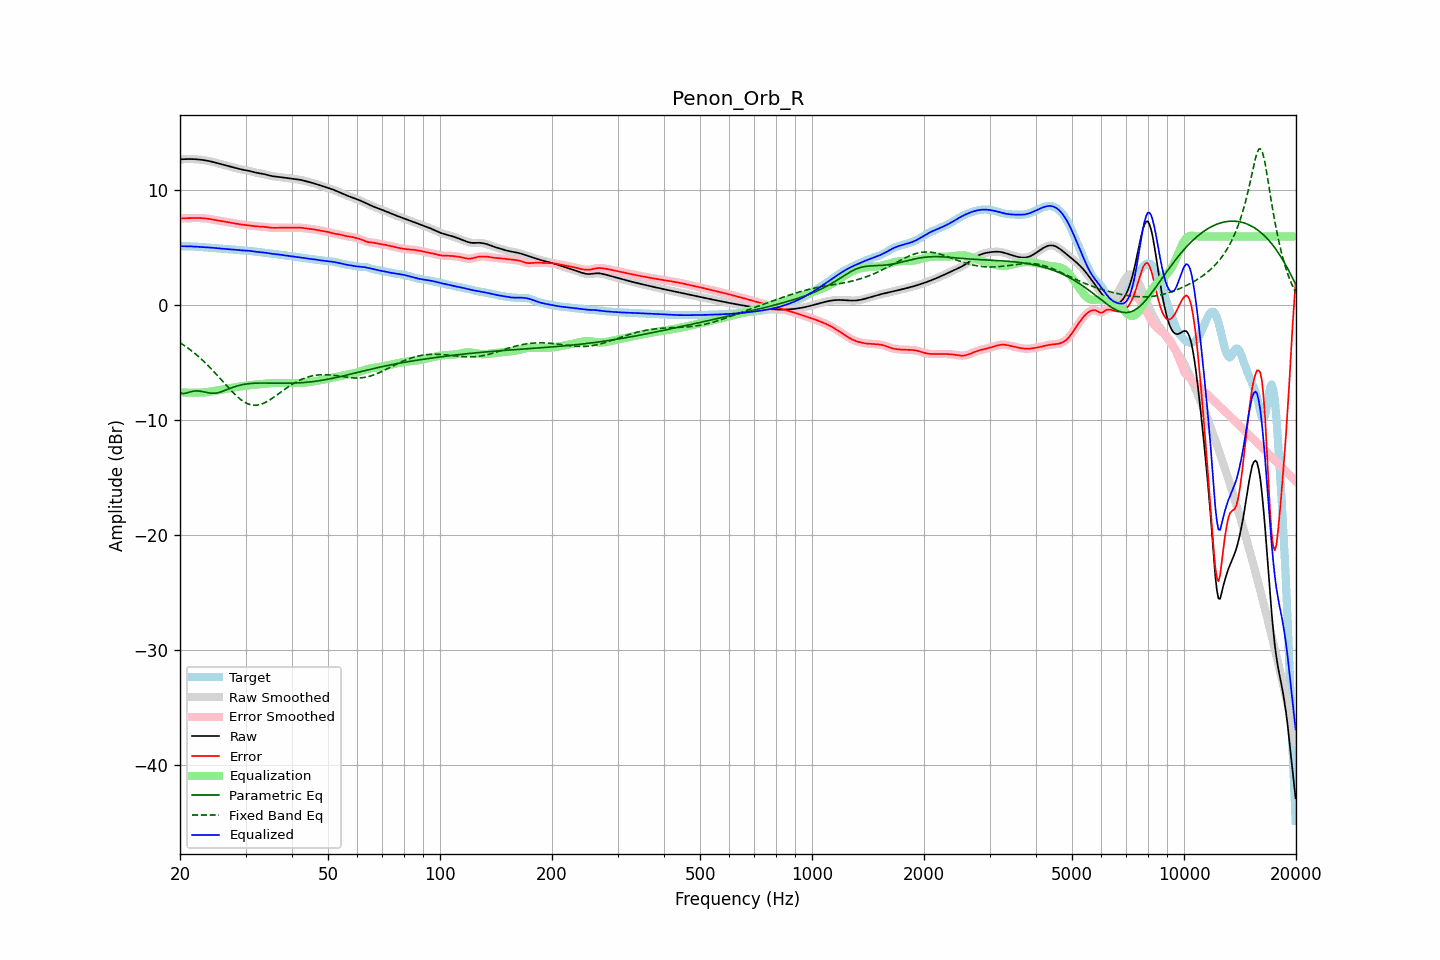 Penon_Orb_R
Amplitude (dBr)
10
0
−10
−20
−30
−40
Target
Raw Smoothed
Error Smoothed
Raw
Error
Equalization
Parametric Eq
Fixed Band Eq
Equalized
20 50 100 200 500 1000 2000 5000 10000 20000
Frequency (Hz)